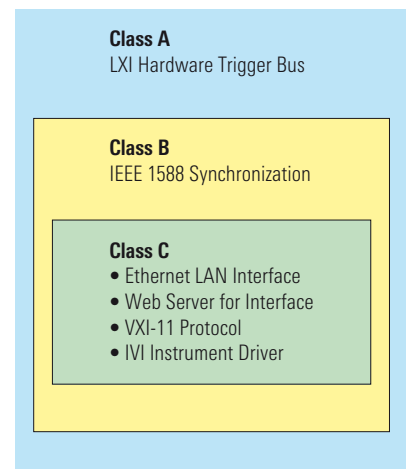 Class A
LXI Hardware Trigger Bus
Class B
IEEE 1588 Synchronization
Class C
• Ethernet LAN Interface
• Web Server for Interface
• VXI-11 Protocol
• IVI Instrument Driver